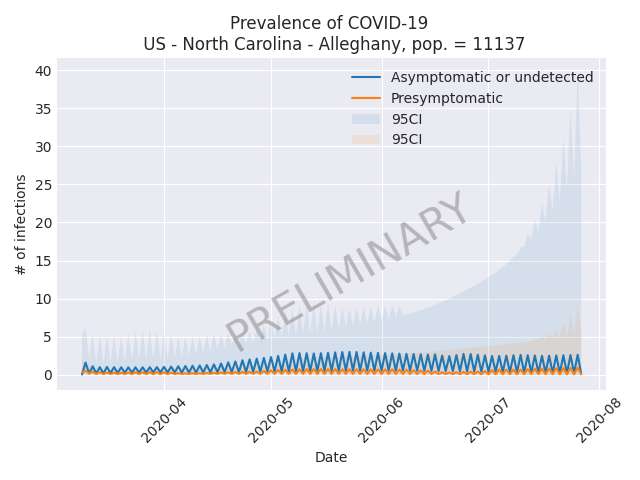 Prevalence of COVID-19
US - North Carolina - Alleghany, pop. = 11137
Asymptomatic or undetected
Presymptomatic
95CI
95CI
40
35
30
25
20
15
10
5
0
# of infections
PRELIMINARY
2020-04
2020-05
2020-06
2020-07
2020-08
Date